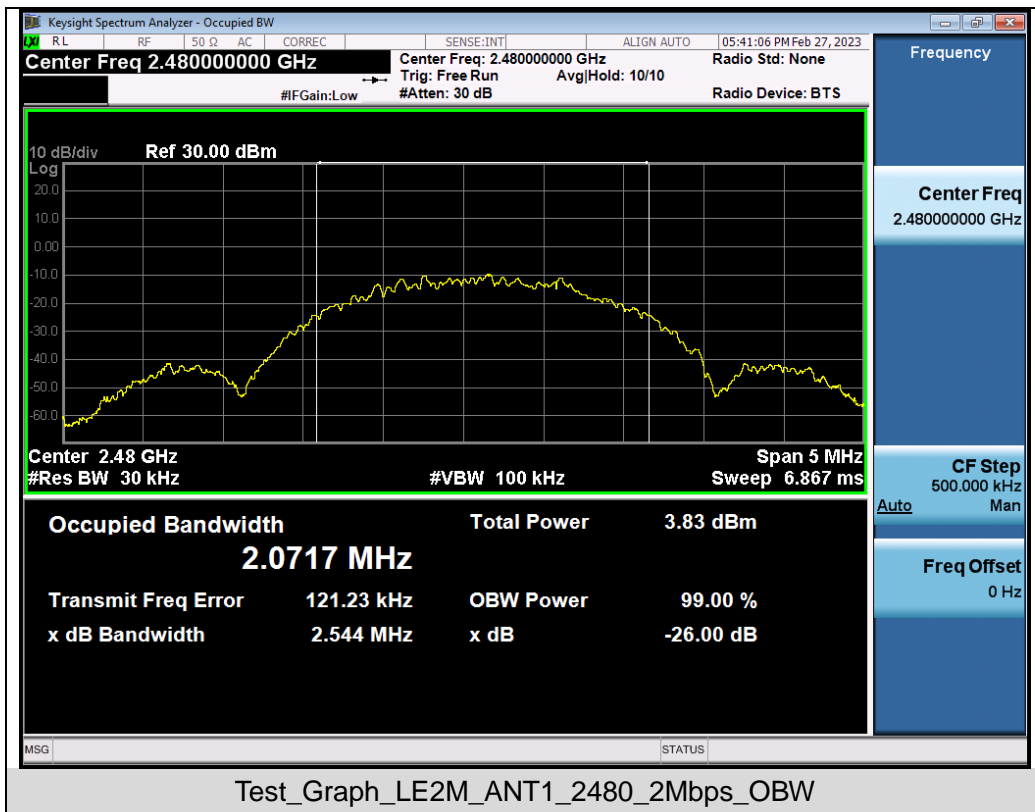 Keysight Spectrum Analyzer - Occupied BW
LXI RL RF 50 Ω AC CORREC SENSE:INT ALIGN AUTO 05:41:06 PM Feb 27, 2023
Center Freq 2.480000000 GHz
Center Freq: 2.480000000 GHz
Radio Std: None
Trig: Free Run Avg|Hold: 10/10
#IFGain:Low
#Atten: 30 dB
Radio Device: BTS
10 dB/div Ref 30.00 dBm
Log
20.0
10.0
0.00
-10.0
-20.0
-30.0
-40.0
-50.0
-60.0
Center 2.48 GHz
Span 5 MHz
#Res BW 30 kHz
#VBW 100 kHz
Sweep 6.867 ms
Occupied Bandwidth
2.0717 MHz
Total Power 3.83 dBm
Transmit Freq Error 121.23 kHz
OBW Power 99.00 %
x dB Bandwidth 2.544 MHz
x dB -26.00 dB
Frequency
Center Freq
2.480000000 GHz
CF Step
500.000 kHz
Auto Man
Freq Offset
0 Hz
MSG
STATUS
Test_Graph_LE2M_ANT1_2480_2Mbps_OBW